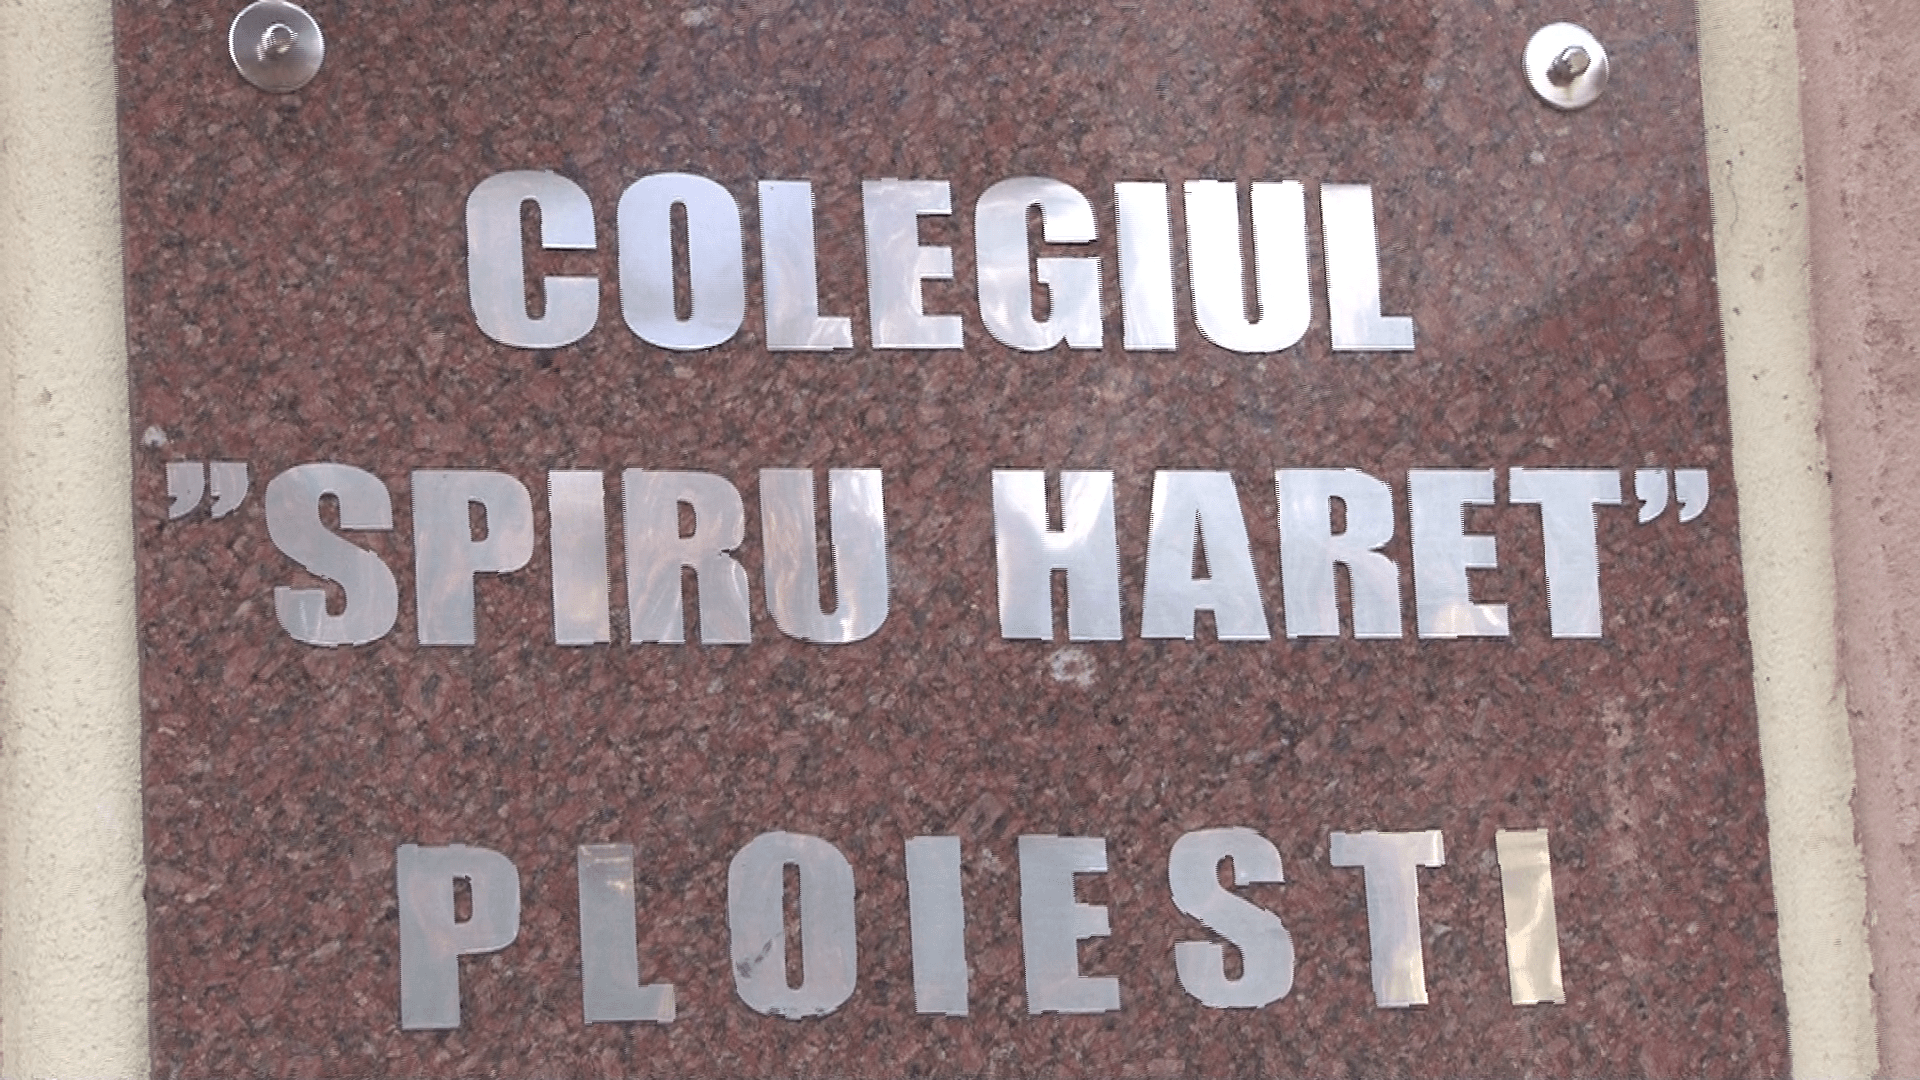 COLEGIUL
”SPIRU HARET”
PLOIESTI